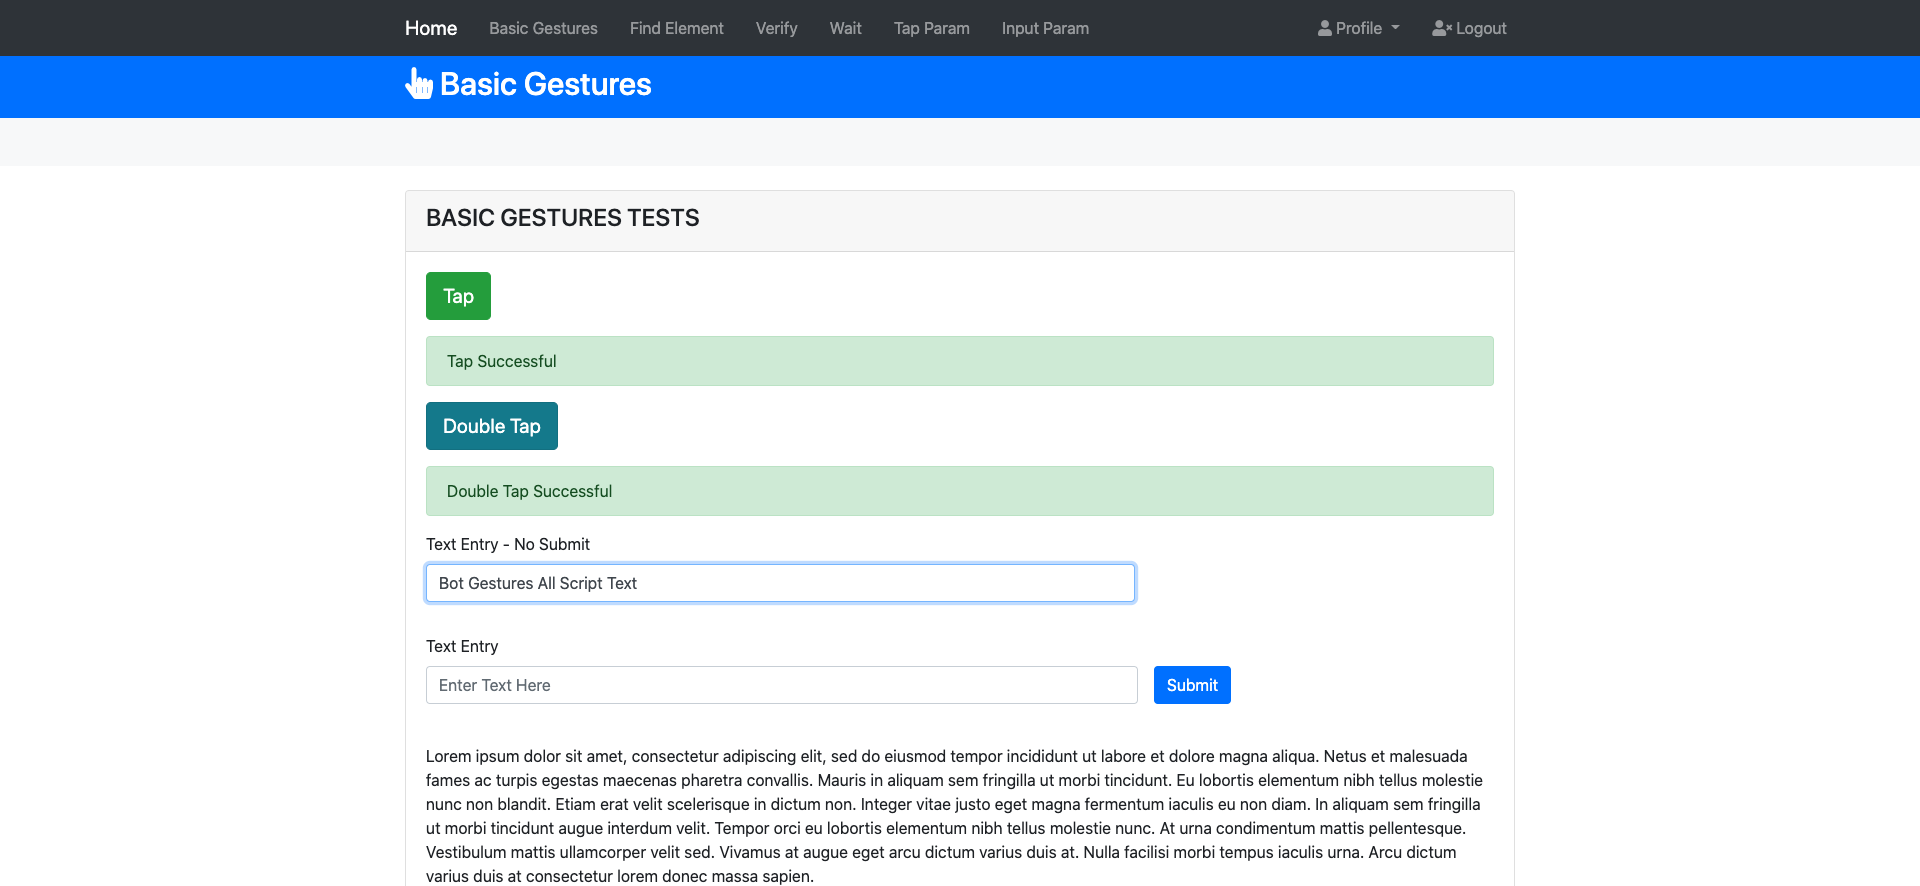 Home Basic Gestures Find Element Verify Wait Tap Param Input Param Profile Logout
Basic Gestures
BASIC GESTURES TESTS
Tap
Tap Successful
Double Tap
Double Tap Successful
Text Entry - No Submit
Bot Gestures All Script Text
Text Entry
Enter Text Here Submit
Lorem ipsum dolor sit amet, consectetur adipiscing elit, sed do eiusmod tempor incididunt ut labore et dolore magna aliqua. Netus et malesuada
fames ac turpis egestas maecenas pharetra convallis. Mauris in aliquam sem fringilla ut morbi tincidunt. Eu lobortis elementum nibh tellus molestie
nunc non blandit. Etiam erat velit scelerisque in dictum non. Integer vitae justo eget magna fermentum iaculis eu non diam. In aliquam sem fringilla
ut morbi tincidunt augue interdum velit. Tempor orci eu lobortis elementum nibh tellus molestie nunc. At urna condimentum mattis pellentesque.
Vestibulum mattis ullamcorper velit sed. Vivamus at augue eget arcu dictum varius duis at. Nulla facilisi morbi tempus iaculis urna. Arcu dictum
varius duis at consectetur lorem donec massa sapien.